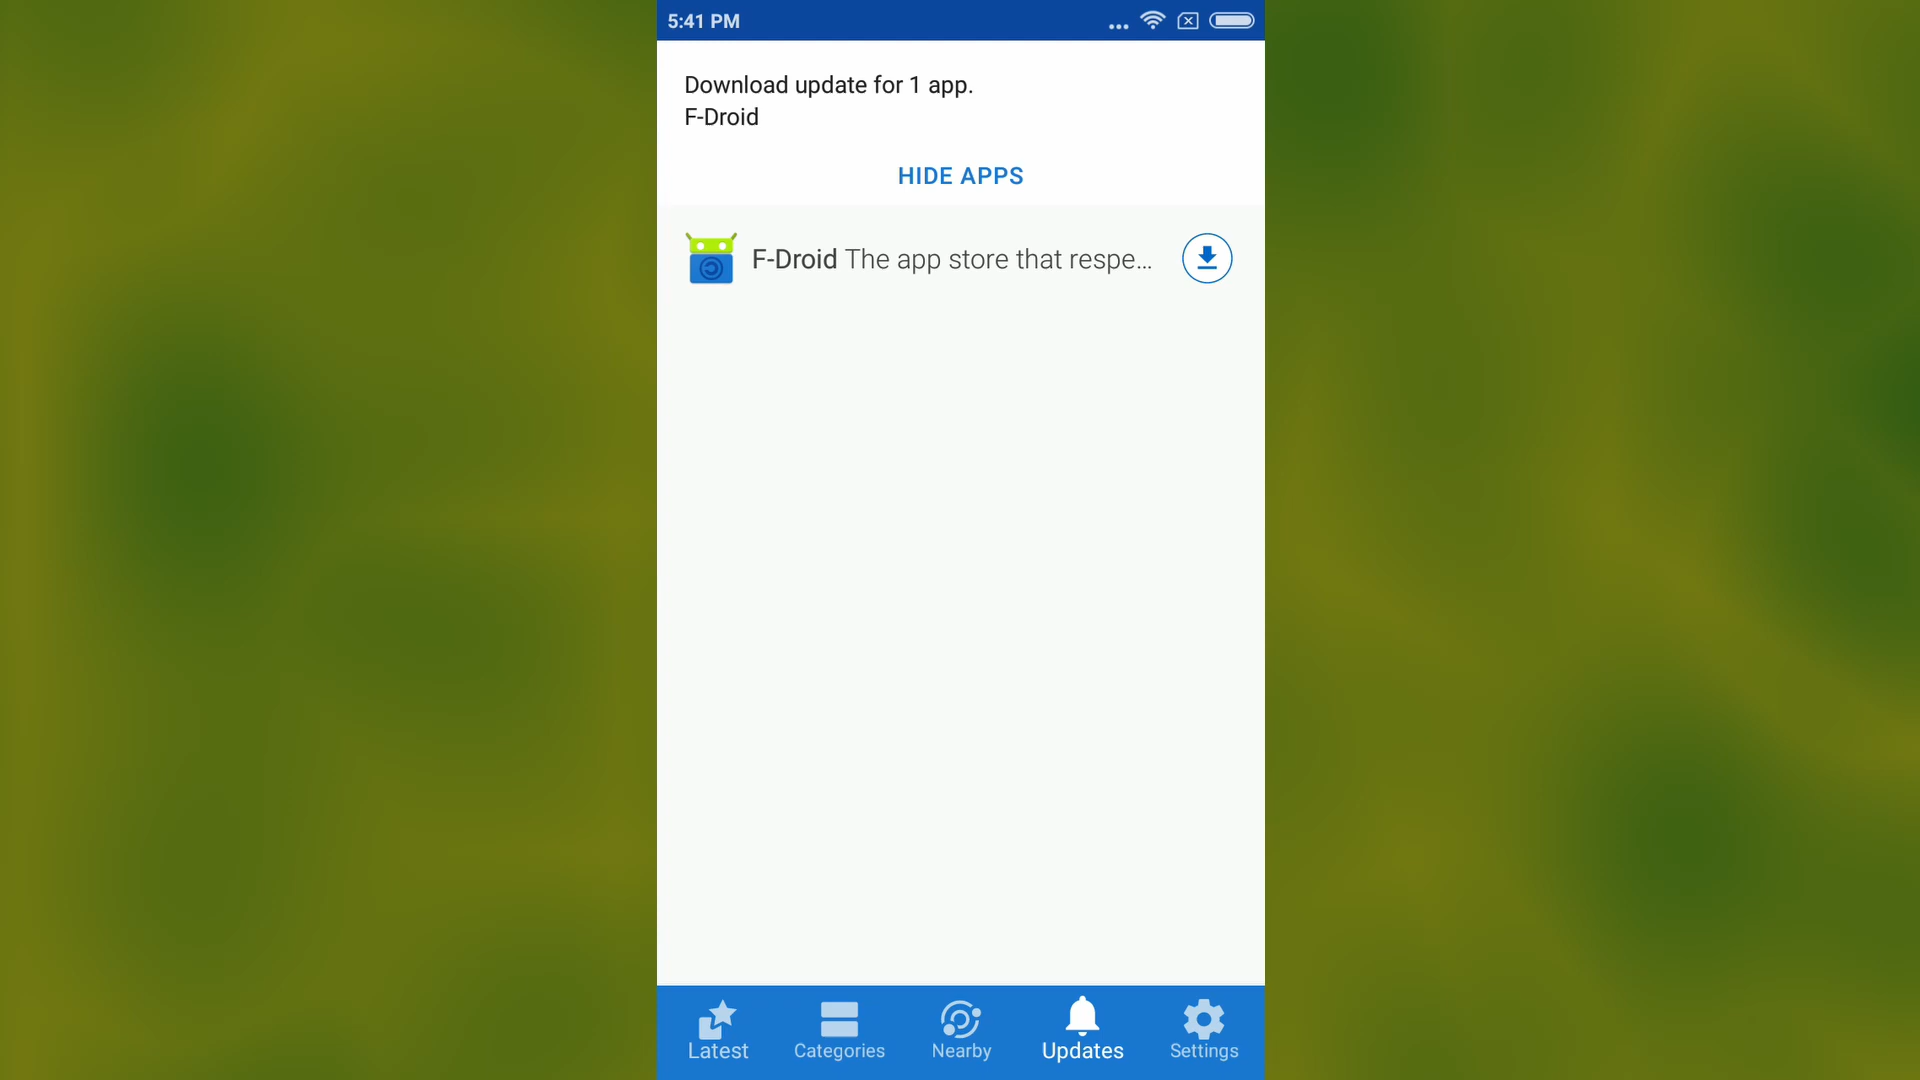 5:41 PM
Download update for 1 app.
F-Droid
HIDE APPS
F-Droid The app store that respe...
Latest
Categories
Nearby
Updates
Settings